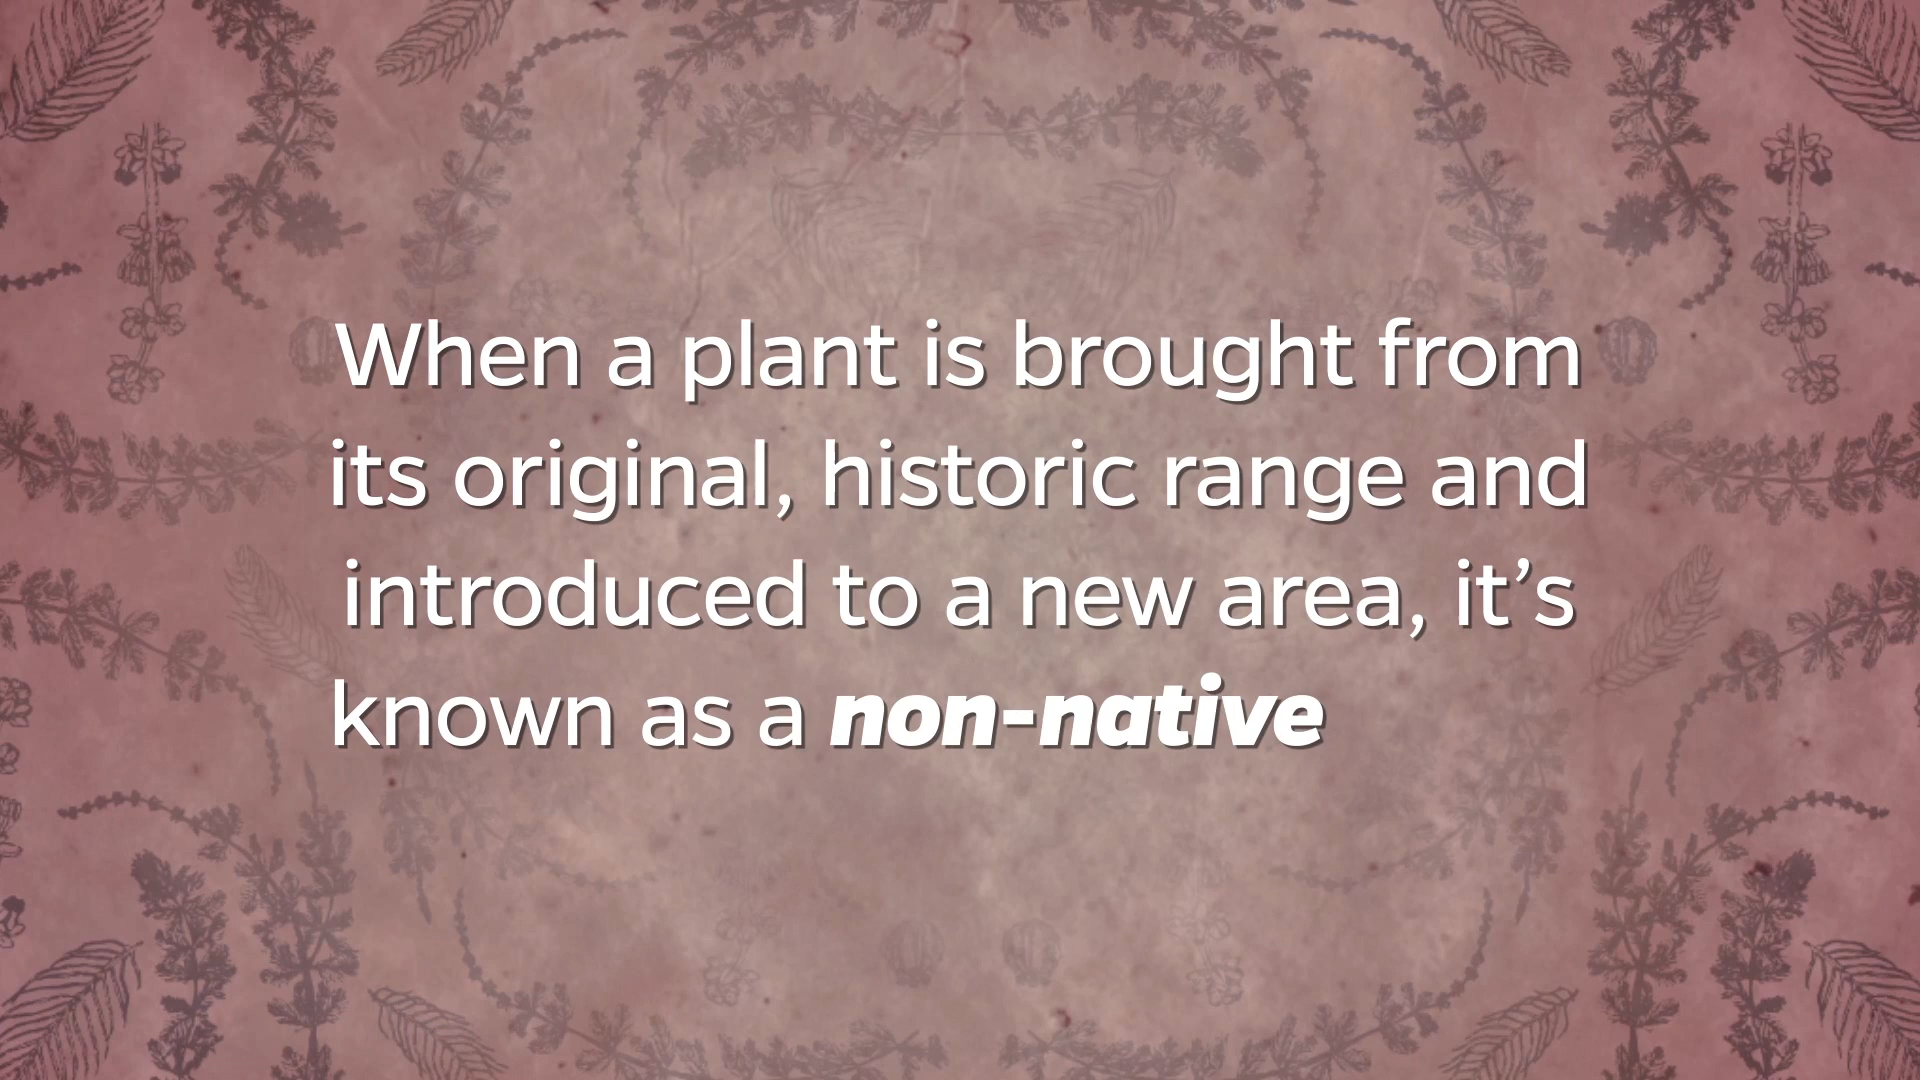 When a plant is brought from
its original, historic range and
introduced to a new area, it’s
known as a non-native